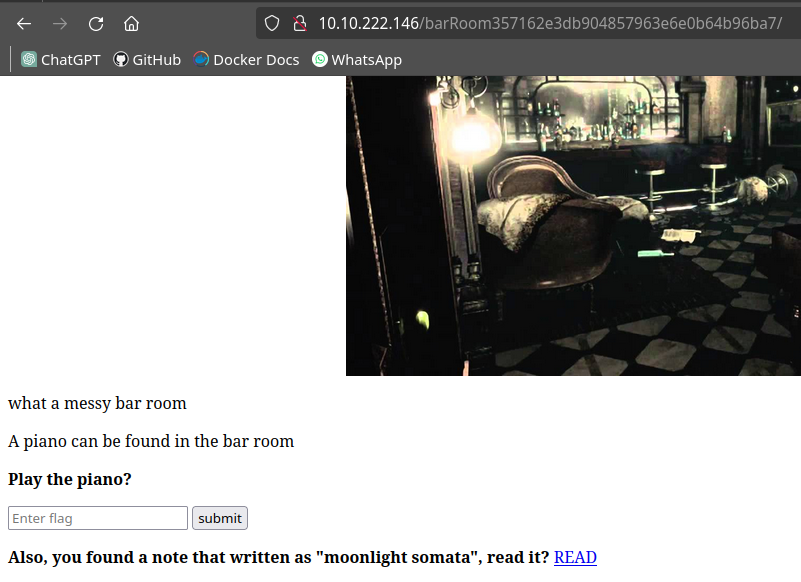 10.10.222.146/barRoom357162e3db904857963e6e0b64b96ba7/
ChatGPT GitHub Docker Docs WhatsApp
what a messy bar room
A piano can be found in the bar room
Play the piano?
Enter flag submit
Also, you found a note that written as "moonlight somata", read it? READ